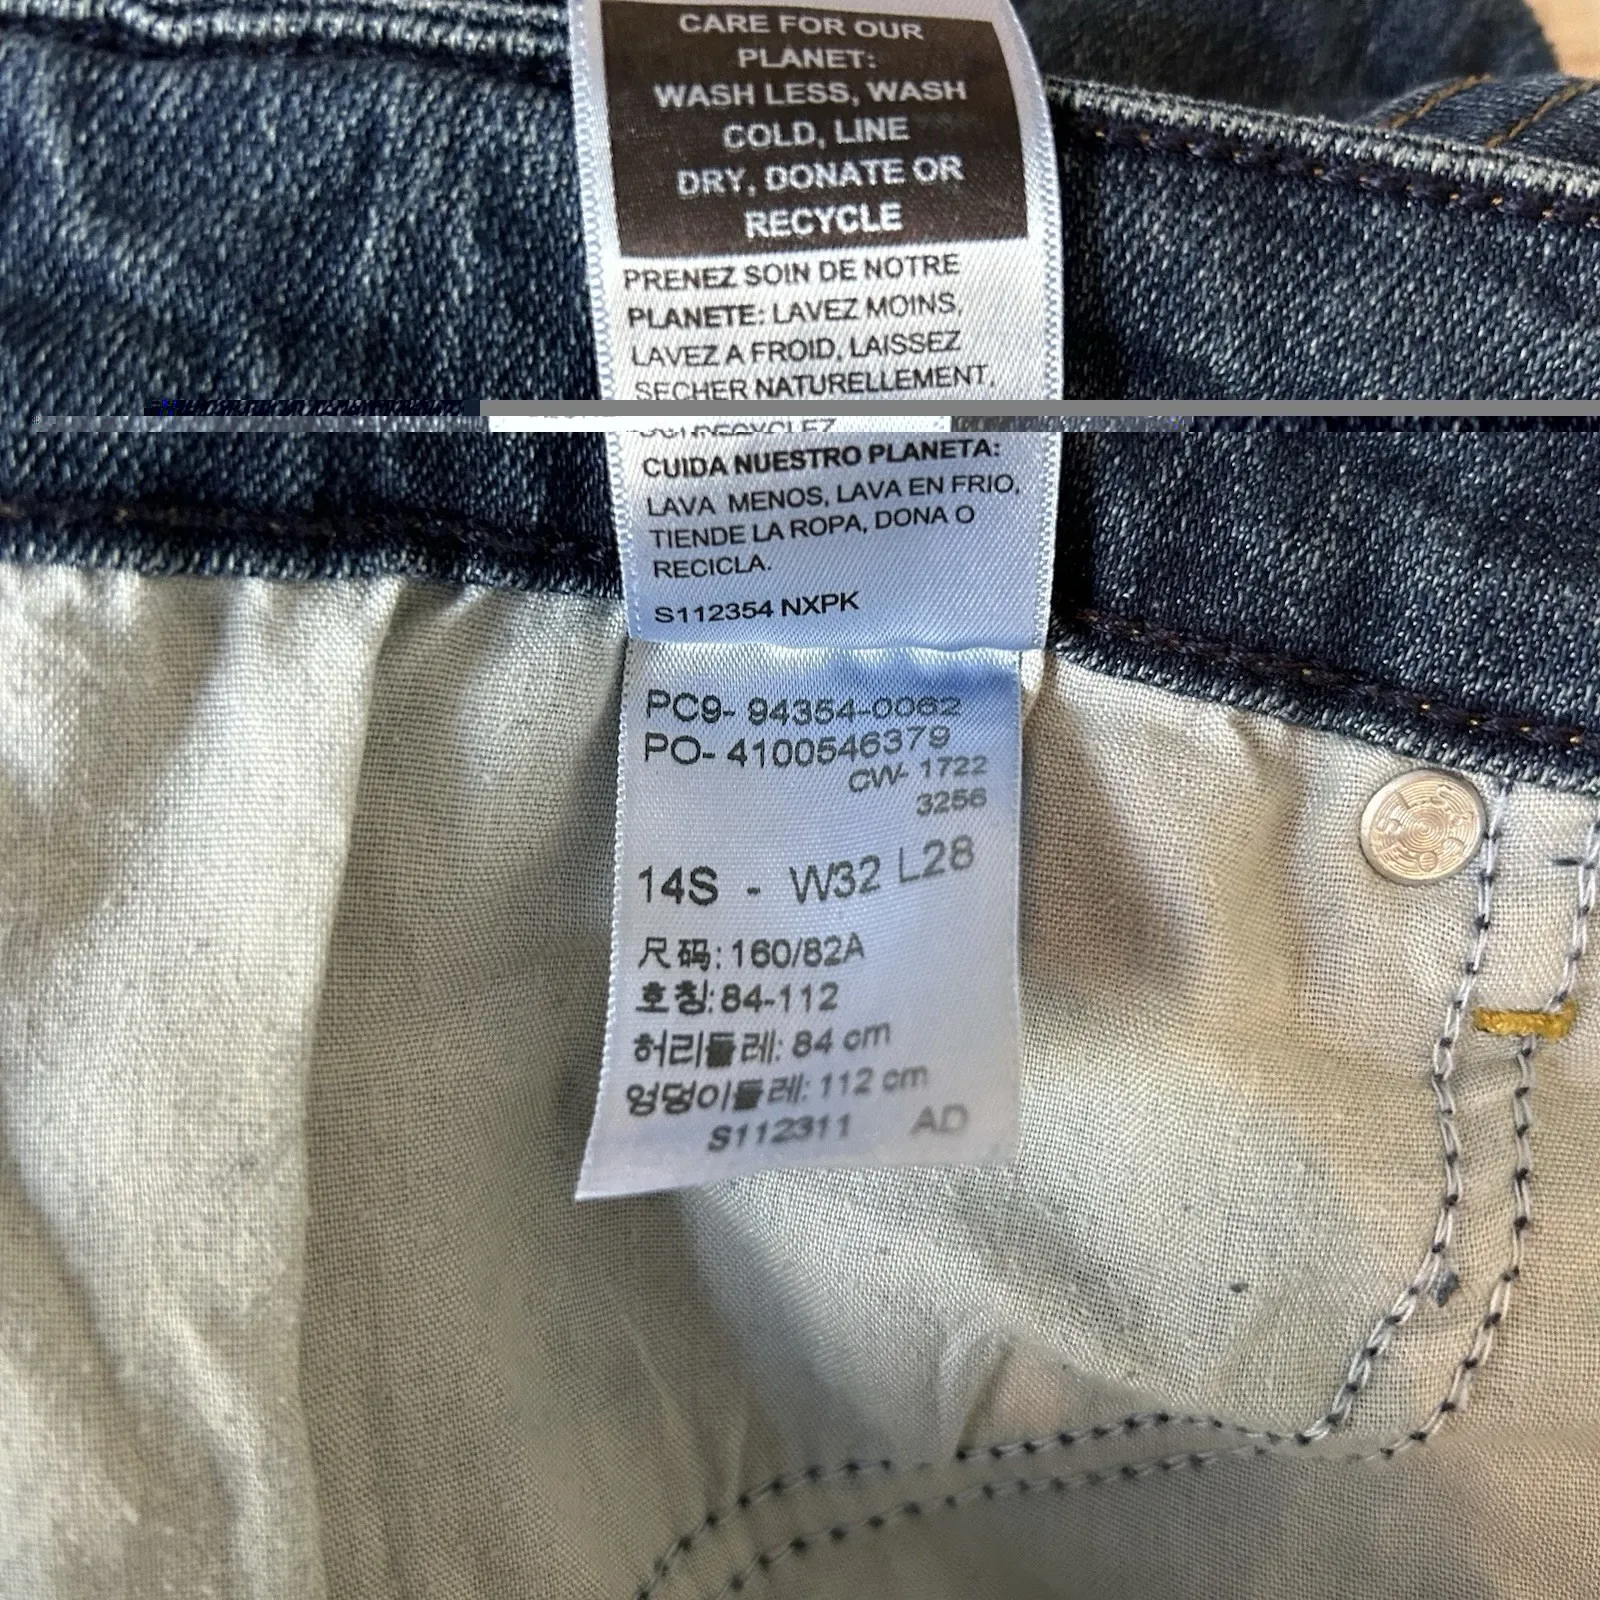 CARE FOR OUR
PLANET:
WASH LESS, WASH
COLD, LINE
DRY, DONATE OR
RECYCLE
PRENEZ SOIN DE NOTRE
PLANETE: LAVEZ MOINS,
LAVEZ A FROID, LAISSEZ
SECHER NATURELLEMENT,
CUIDA NUESTRO PLANETA:
LAVA MENOS, LAVA EN FRIO,
TIENDE LA ROPA, DONA O
RECICLA.
S112354 NXPK
PC9- 94354-0062
PO- 4100546379
CW- 1722
3256
14S - W32 L28
尺码: 160/82A
호칭: 84-112
허리둘레: 84 cm
엉덩이둘레: 112 cm
S112311 AD